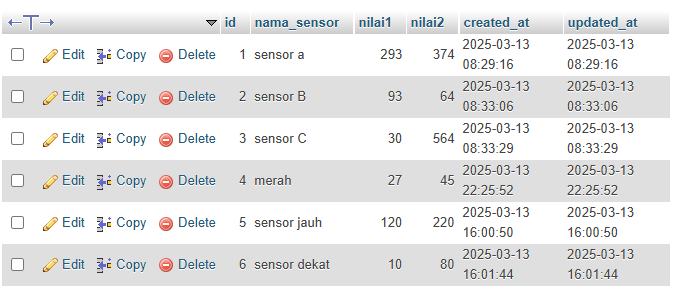 id nama_sensor nilai1 nilai2 created_at updated_at
Edit Copy Delete 1 sensor a 293 374 2025-03-13 08:29:16 2025-03-13 08:29:16
Edit Copy Delete 2 sensor B 93 64 2025-03-13 08:33:06 2025-03-13 08:33:06
Edit Copy Delete 3 sensor C 30 564 2025-03-13 08:33:29 2025-03-13 08:33:29
Edit Copy Delete 4 merah 27 45 2025-03-13 22:25:52 2025-03-13 22:25:52
Edit Copy Delete 5 sensor jauh 120 220 2025-03-13 16:00:50 2025-03-13 16:00:50
Edit Copy Delete 6 sensor dekat 10 80 2025-03-13 16:01:44 2025-03-13 16:01:44